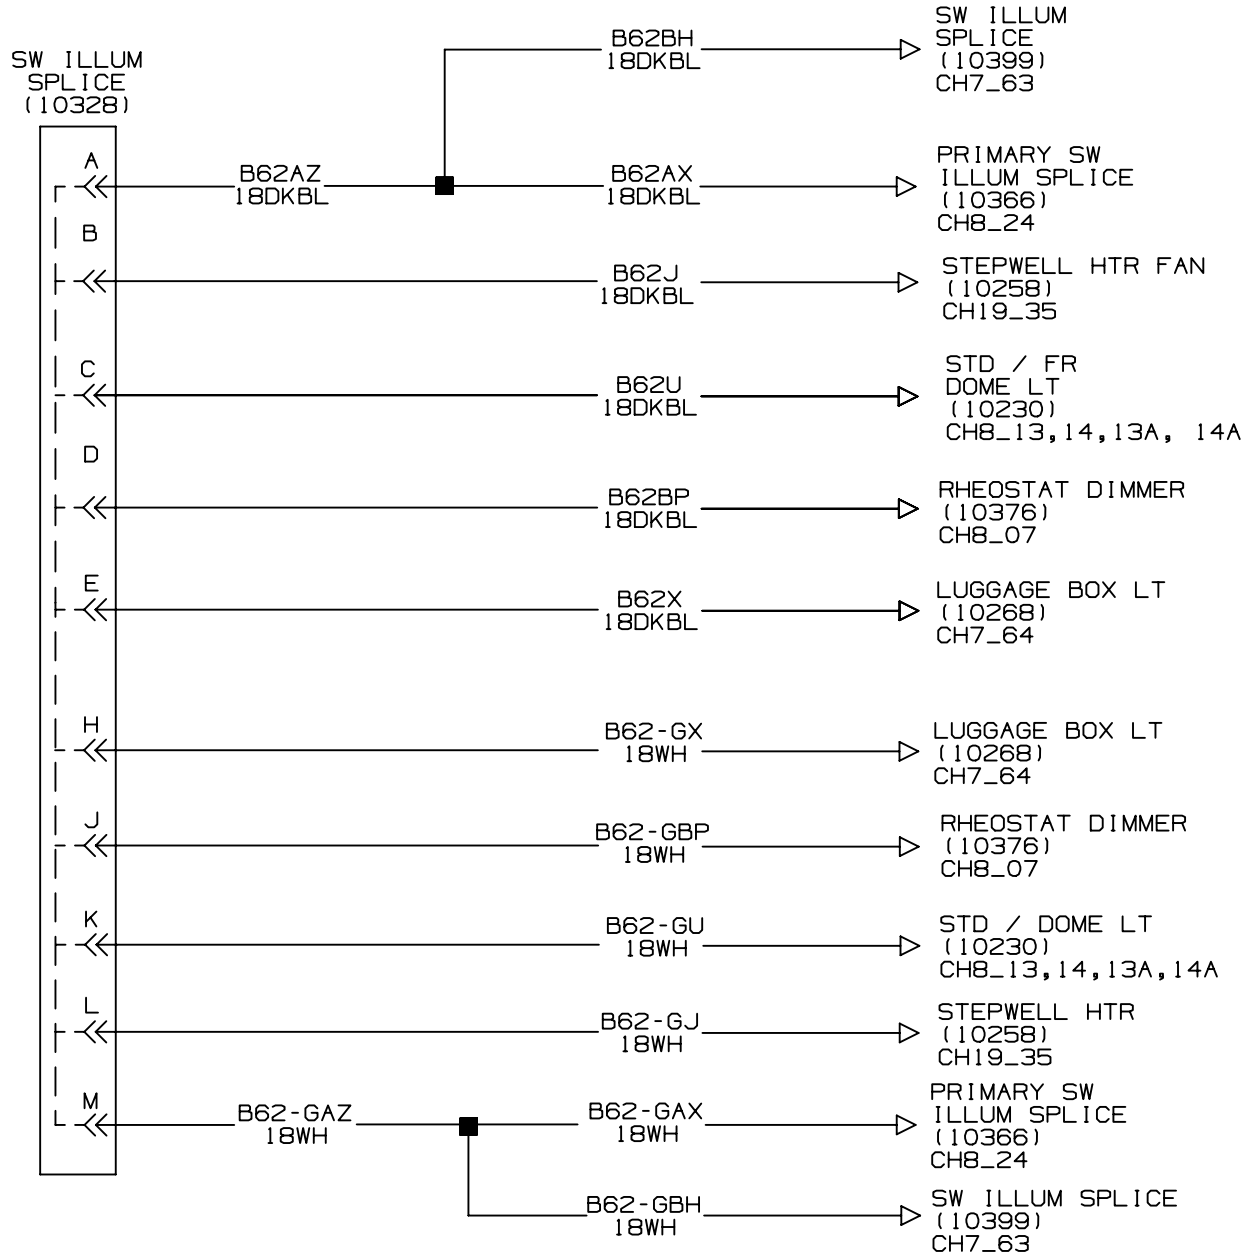 SW ILLUM
SPLICE
(10328)
A
B62AZ
18DKBL
B62BH
18DKBL
SW ILLUM
SPLICE
(10399)
CH7_63
B62AX
18DKBL
PRIMARY SW
ILLUM SPLICE
(10366)
CH8_24
B
B62J
18DKBL
STEPWELL HTR FAN
(10258)
CH19_35
C
B62U
18DKBL
STD / FR
DOME LT
(10230)
CH8_13,14,13A, 14A
D
B62BP
18DKBL
RHEOSTAT DIMMER
(10376)
CH8_07
E
B62X
18DKBL
LUGGAGE BOX LT
(10268)
CH7_64
H
B62-GX
18WH
LUGGAGE BOX LT
(10268)
CH7_64
J
B62-GBP
18WH
RHEOSTAT DIMMER
(10376)
CH8_07
K
B62-GU
18WH
STD / DOME LT
(10230)
CH8_13,14,13A,14A
L
B62-GJ
18WH
STEPWELL HTR
(10258)
CH19_35
M
B62-GAZ
18WH
B62-GAX
18WH
PRIMARY SW
ILLUM SPLICE
(10366)
CH8_24
B62-GBH
18WH
SW ILLUM SPLICE
(10399)
CH7_63